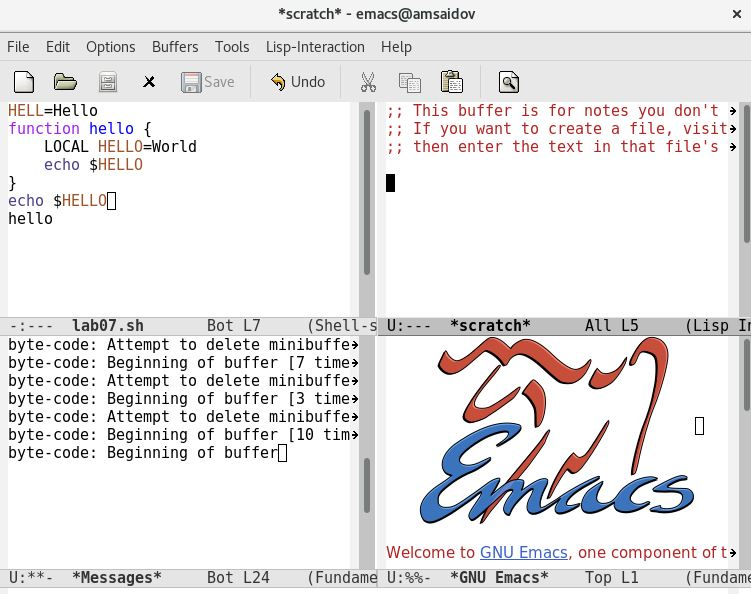 *scratch* - emacs@amsaidov
File Edit Options Buffers Tools Lisp-Interaction Help
Save Undo
HELL=Hello
function hello {
    LOCAL HELLO=World
    echo $HELLO
}
echo $HELLO
hello
-:--- lab07.sh Bot L7 (Shell-s
;; This buffer is for notes you don't
;; If you want to create a file, visit
;; then enter the text in that file's
U:--- *scratch* All L5 (Lisp In
byte-code: Attempt to delete minibuffe
byte-code: Beginning of buffer [7 time
byte-code: Attempt to delete minibuffe
byte-code: Beginning of buffer [3 time
byte-code: Attempt to delete minibuffe
byte-code: Beginning of buffer [10 tim
byte-code: Beginning of buffer
U:**- *Messages* Bot L24 (Fundame
Emacs
Welcome to GNU Emacs, one component of t
U:%%- *GNU Emacs* Top L1 (Fundame